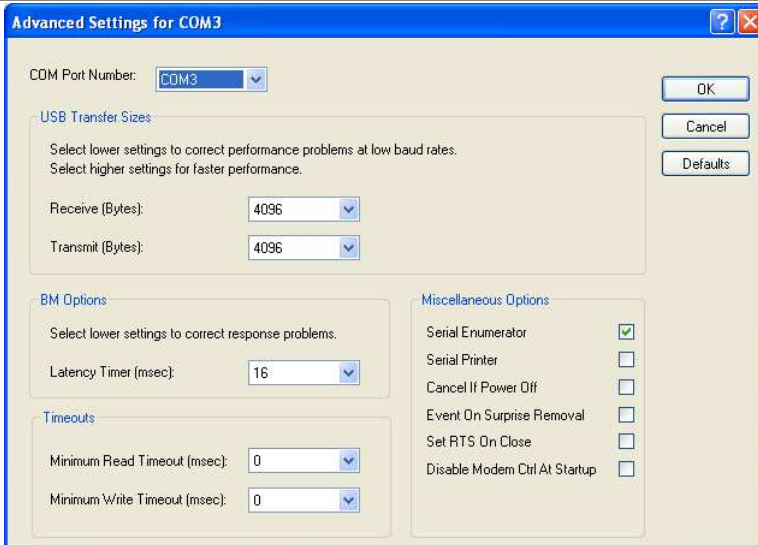 Advanced Settings for COM3
COM Port Number: COM3
OK
Cancel
Defaults
USB Transfer Sizes
Select lower settings to correct performance problems at low baud rates.
Select higher settings for faster performance.
Receive (Bytes): 4096
Transmit (Bytes): 4096
BM Options
Select lower settings to correct response problems.
Latency Timer (msec): 16
Timeouts
Minimum Read Timeout (msec): 0
Minimum Write Timeout (msec): 0
Miscellaneous Options
Serial Enumerator
Serial Printer
Cancel If Power Off
Event On Surprise Removal
Set RTS On Close
Disable Modem Ctrl At Startup